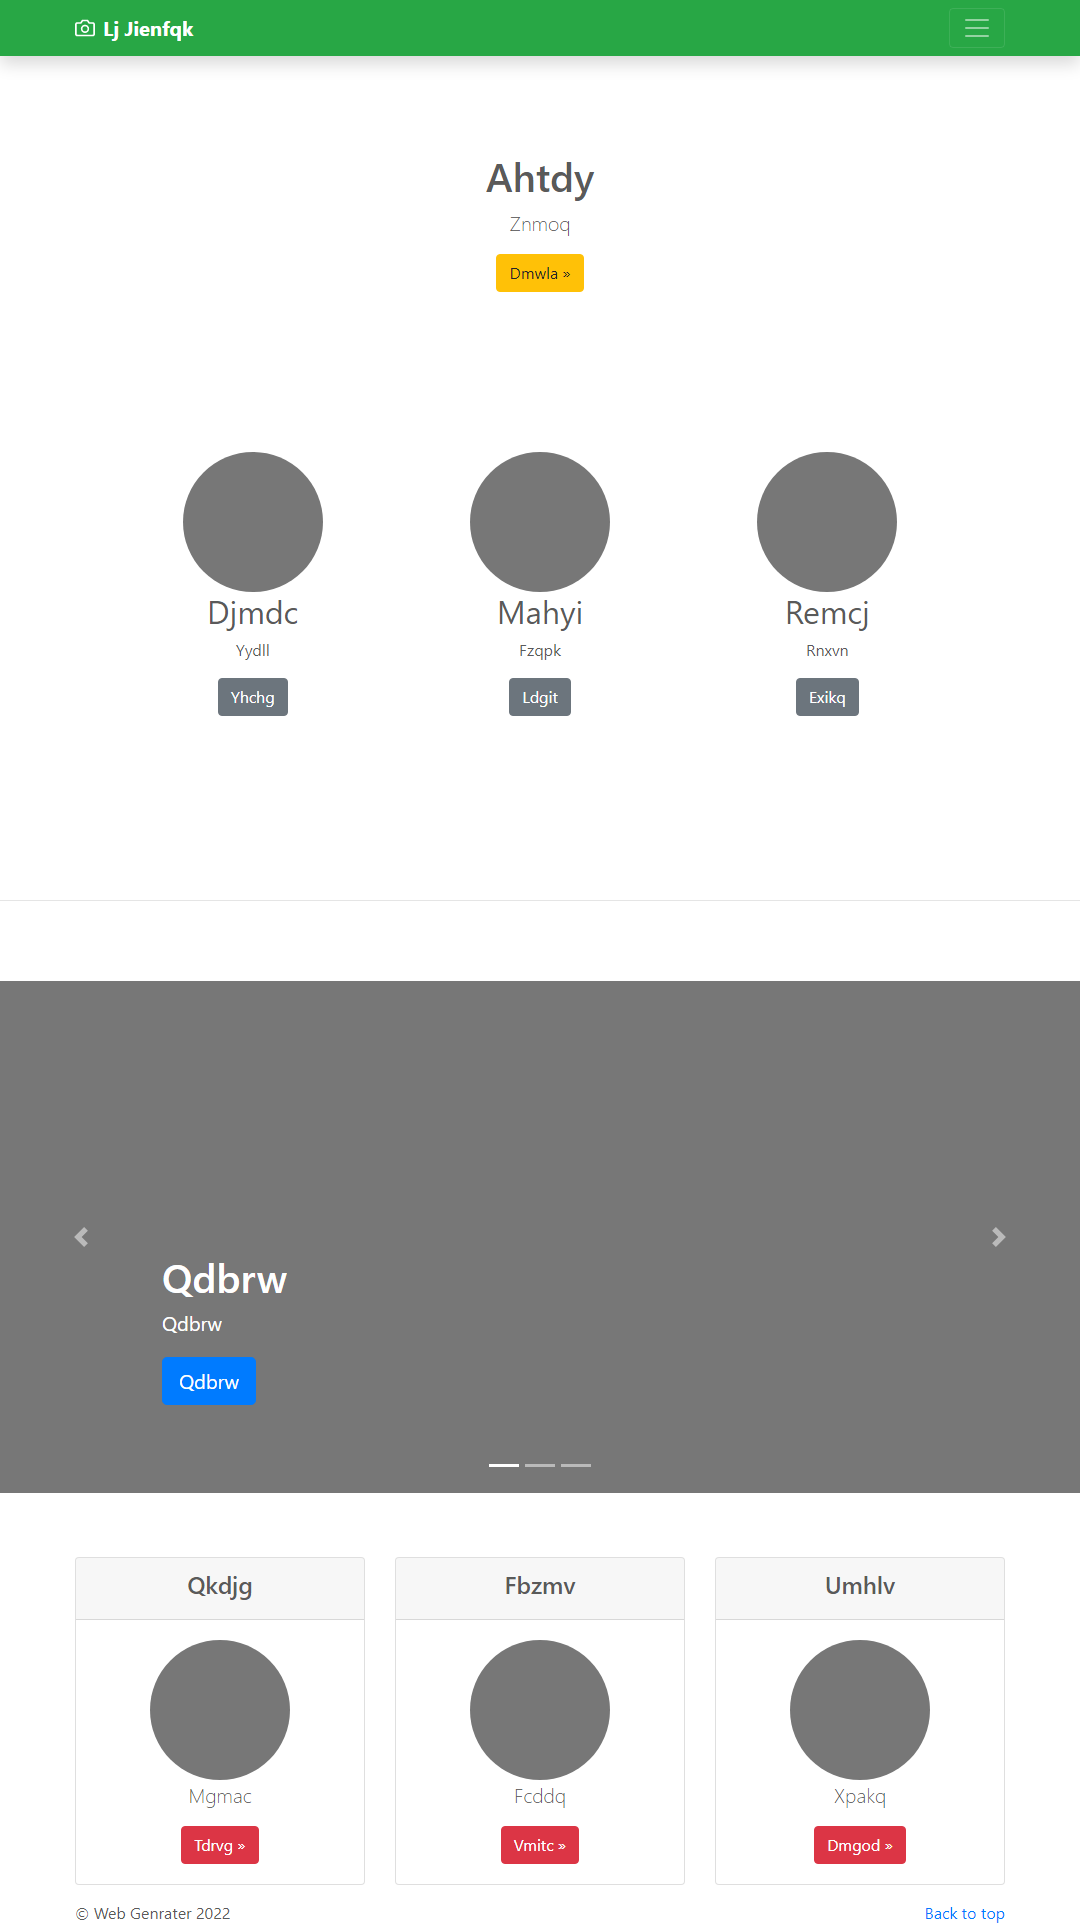 Lj Jienfqk
Ahtdy
Znmoq
Dmwla »
Djmdc
Yydll
Yhchg
Mahyi
Fzqpk
Ldgit
Remcj
Rnxvn
Exikq
Qdbrw
Qdbrw
Qdbrw
Qkdjg
Mgmac
Tdrvg »
Fbzmv
Fcddq
Vmitc »
Umhlv
Xpakq
Dmgod »
© Web Genrater 2022
Back to top